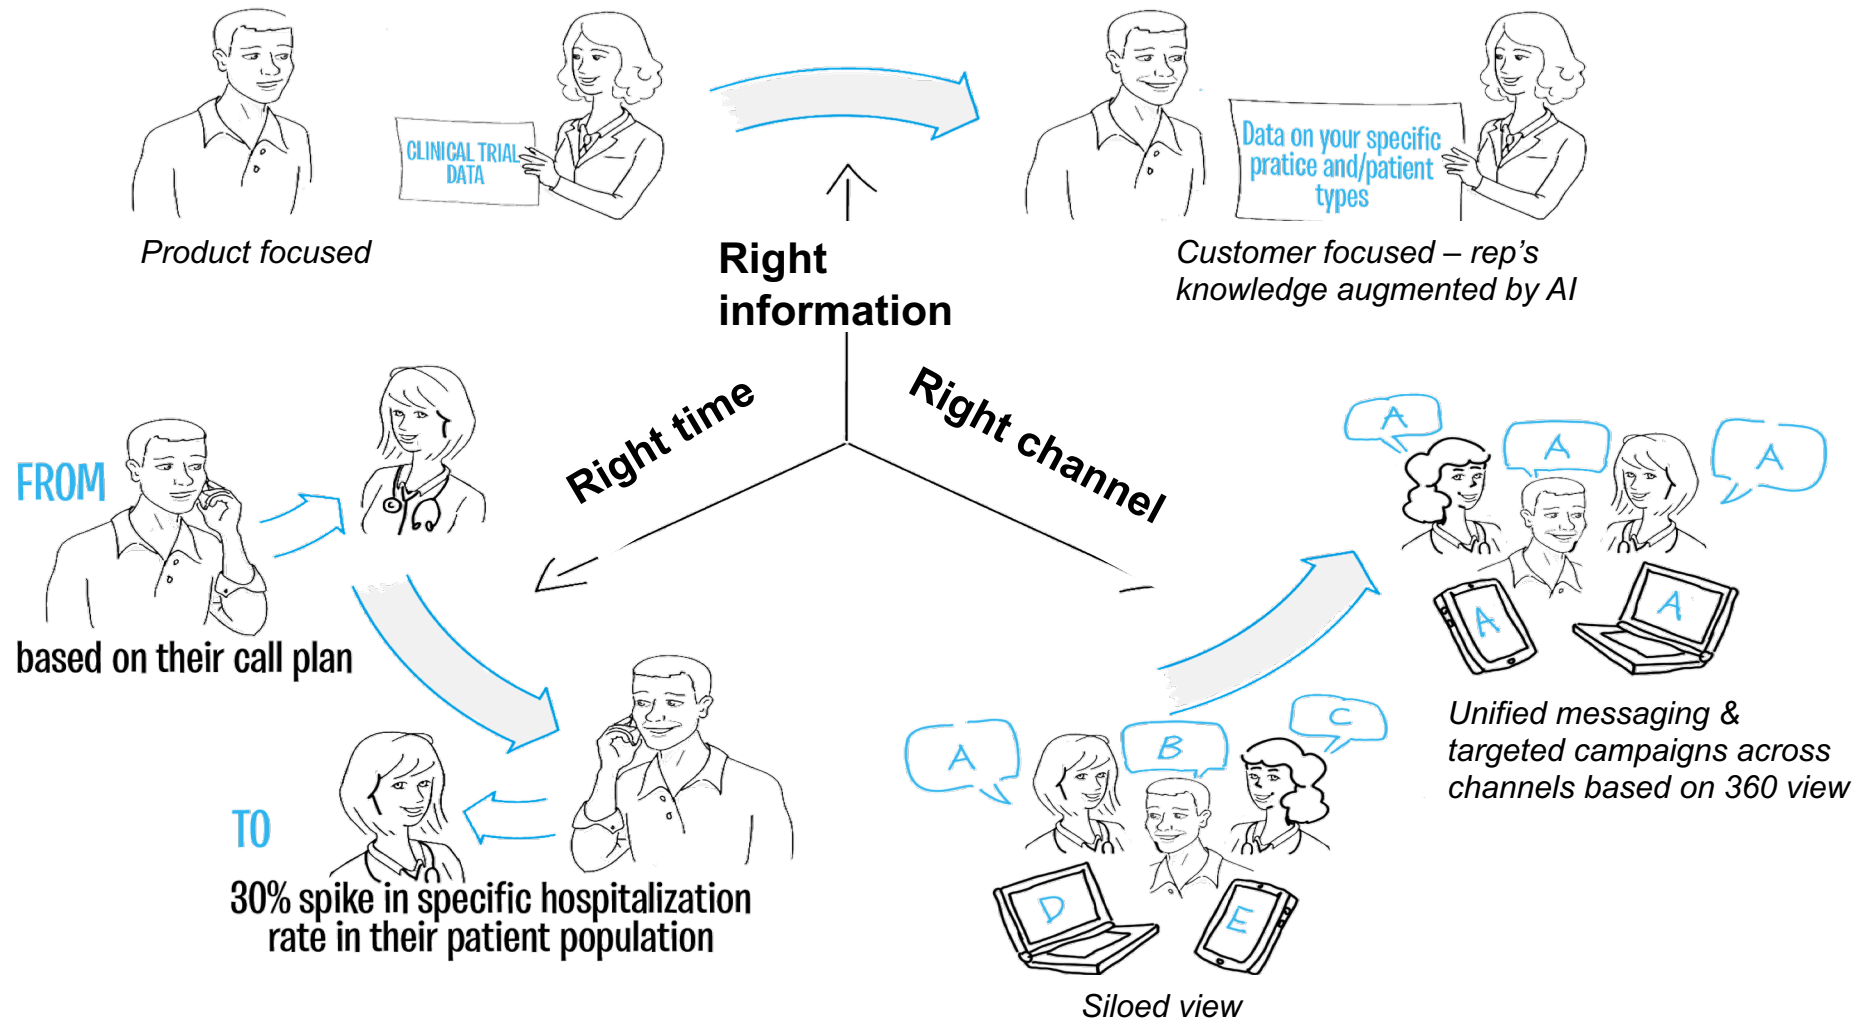 CLINICAL TRIAL
DATA
Data on your specific
pratice and/patient
types
Product focused
Customer focused – rep's
knowledge augmented by AI
Right
information
Right time
Right channel
FROM
based on their call plan
TO
30% spike in specific hospitalization
rate in their patient population
A
A
A
A
A
Unified messaging &
targeted campaigns across
channels based on 360 view
A
B
C
D
E
Siloed view